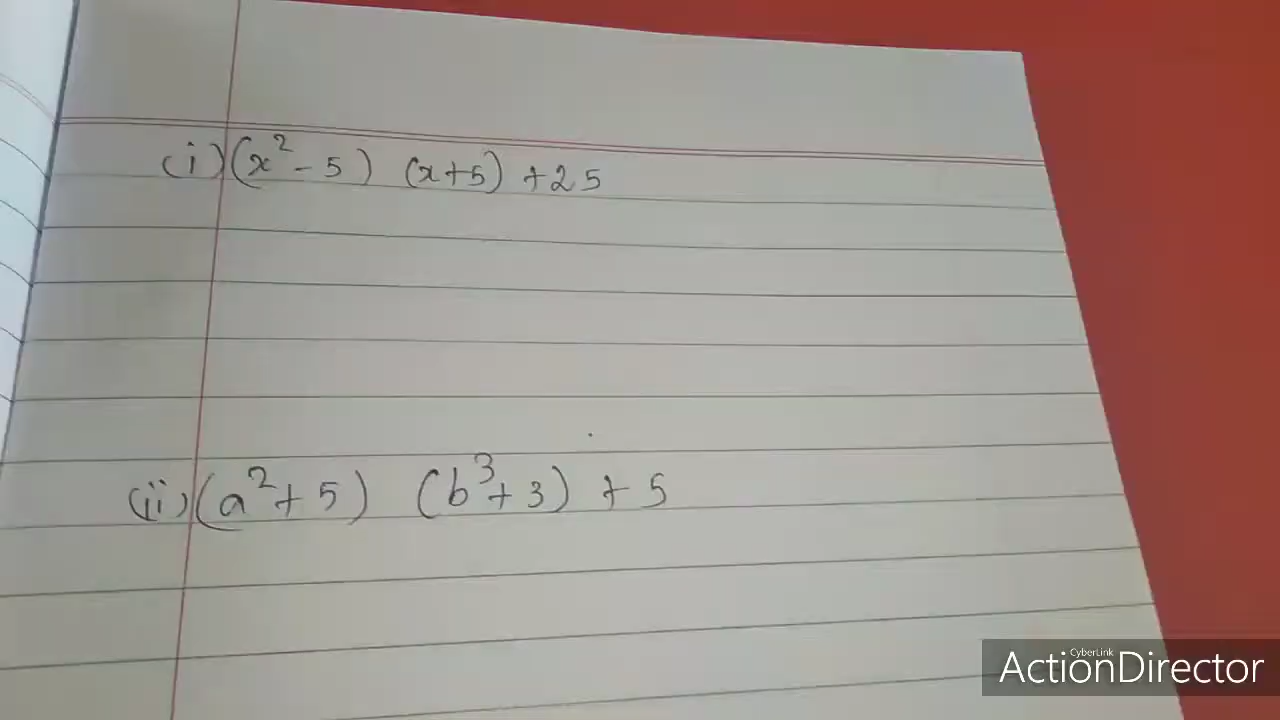 (i) (x² - 5) (x+5) +25
(ii) (a² + 5) (b³ + 3) + 5
CyberLink
ActionDirector